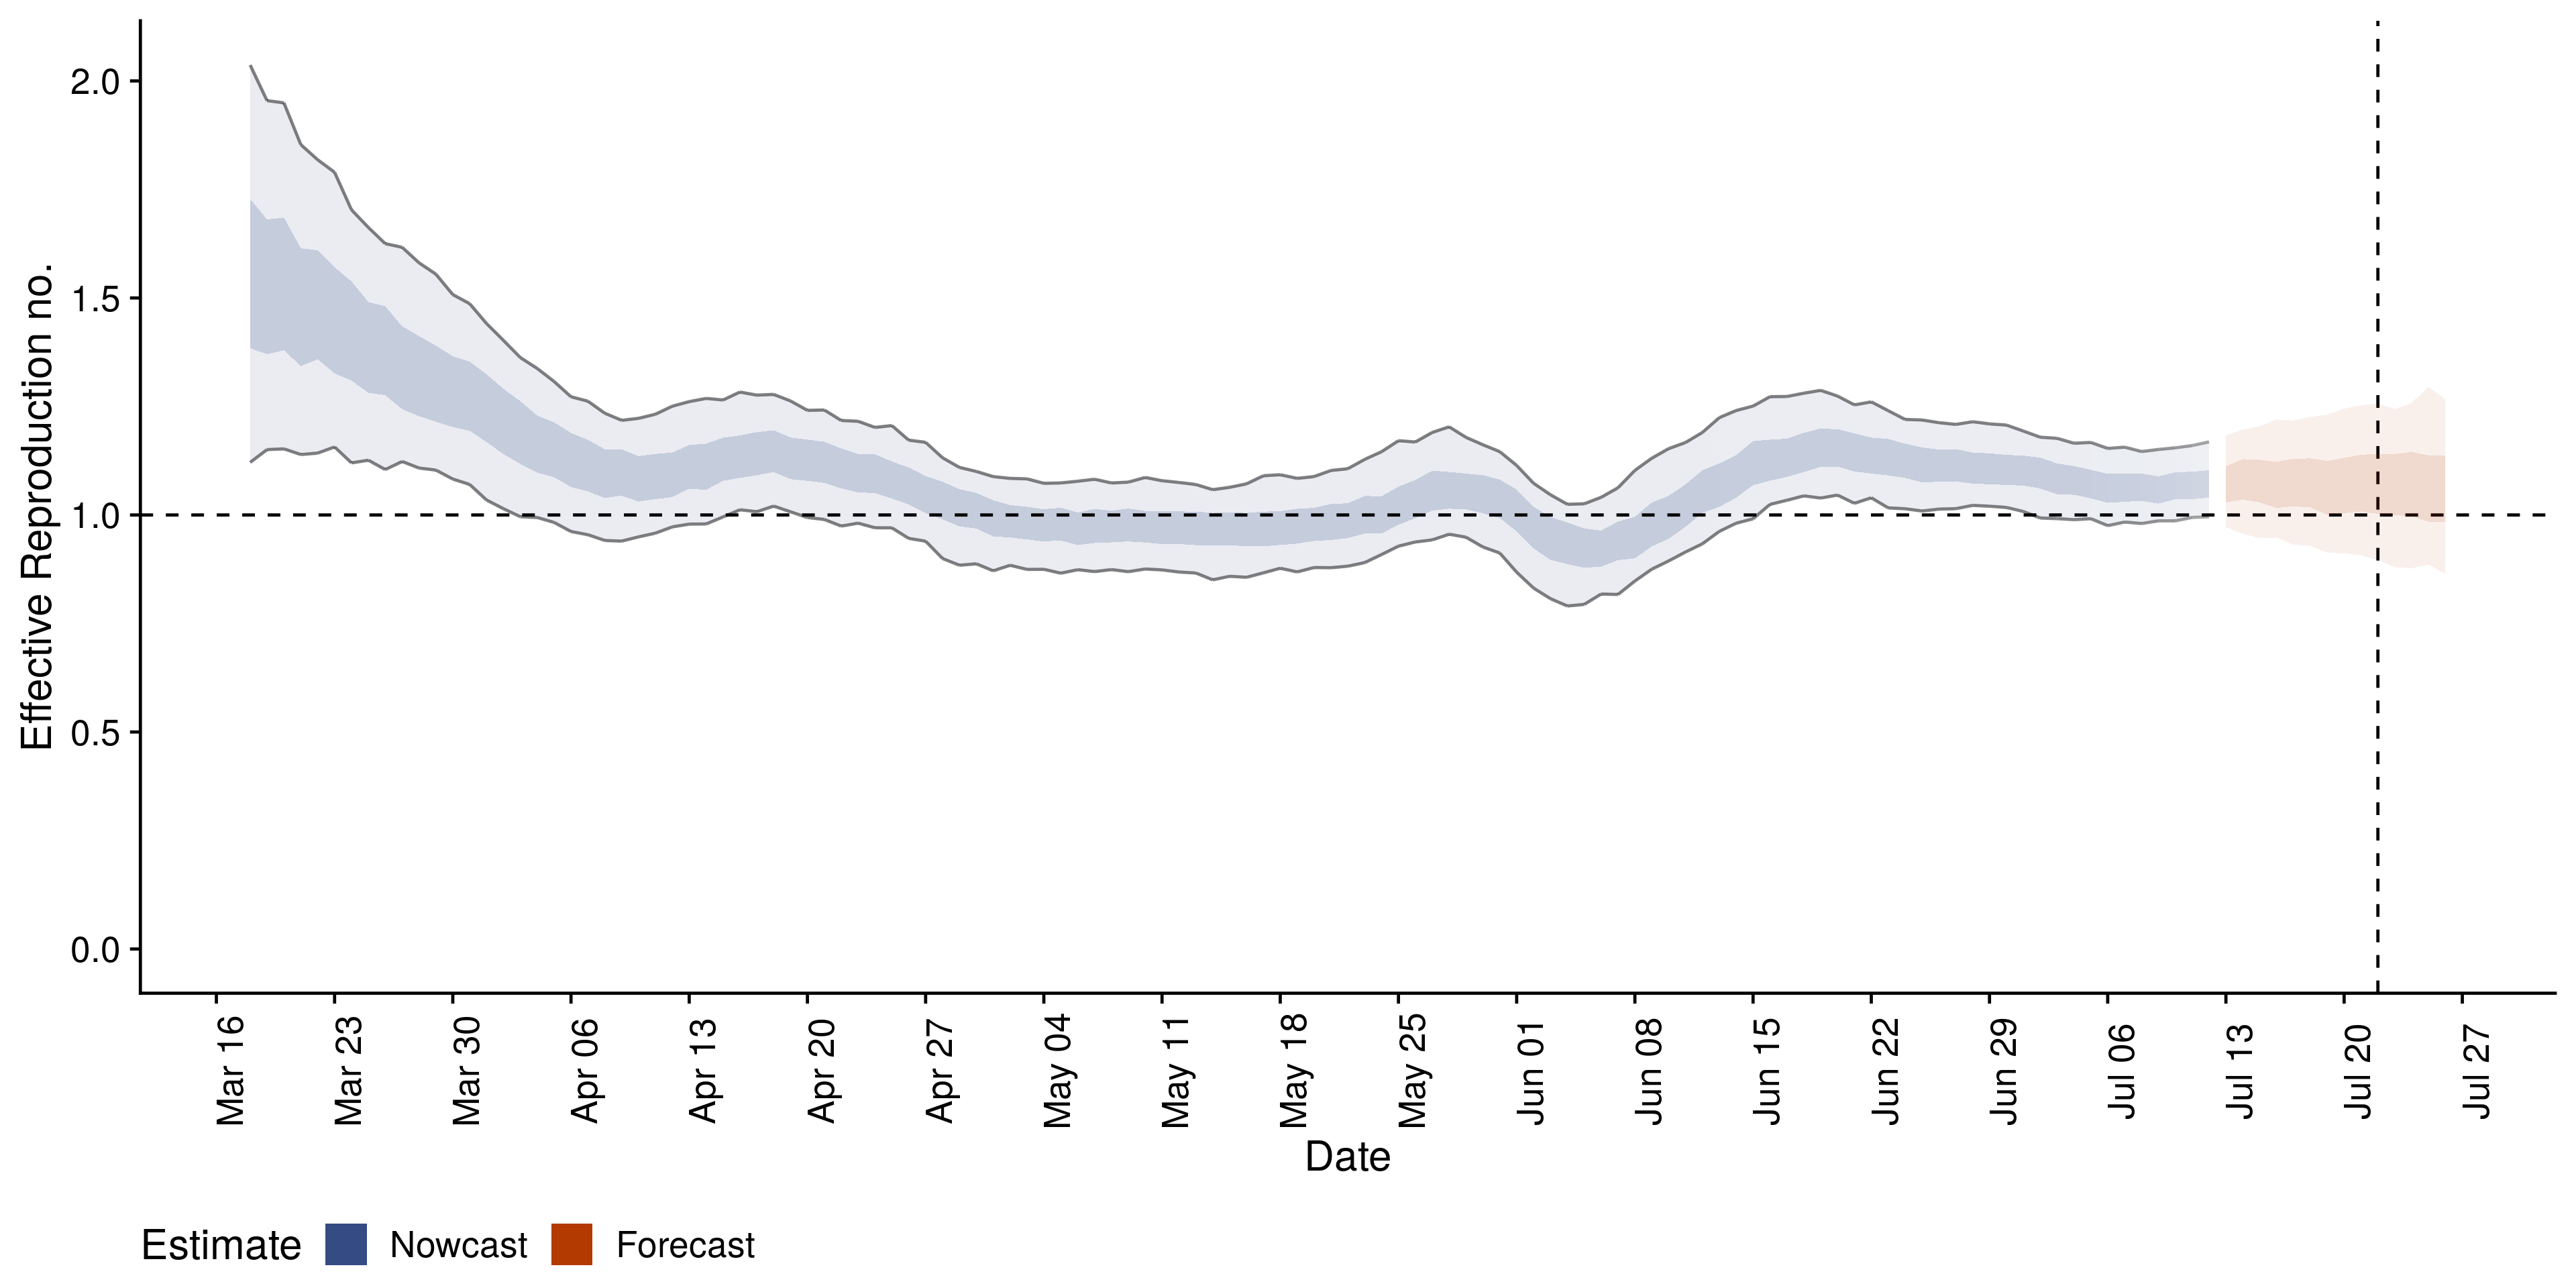 Effective Reproduction no.
2.0
1.5
1.0
0.5
0.0
Mar 16
Mar 23
Mar 30
Apr 06
Apr 13
Apr 20
Apr 27
May 04
May 11
May 18
May 25
Jun 01
Jun 08
Jun 15
Jun 22
Jun 29
Jul 06
Jul 13
Jul 20
Jul 27
Date
Estimate Nowcast Forecast